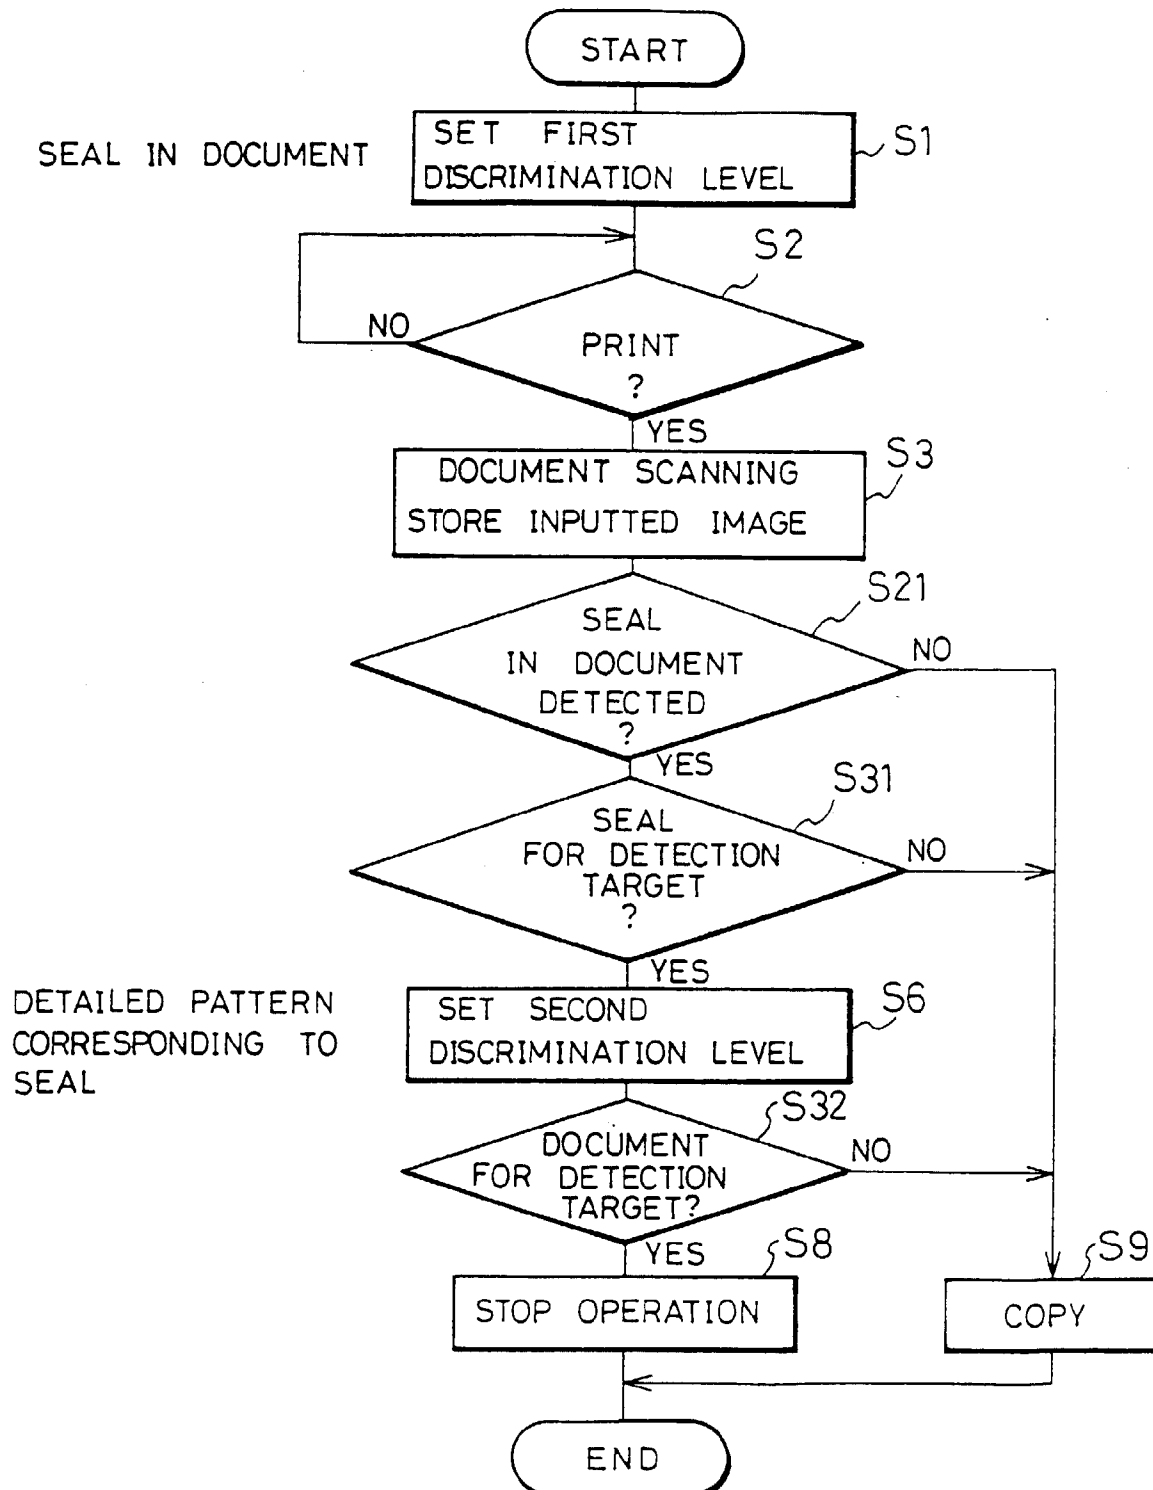 START
SEAL IN DOCUMENT
SET FIRST
DISCRIMINATION LEVEL
S1
S2
NO
PRINT
?
YES
S3
DOCUMENT SCANNING
STORE INPUTTED IMAGE
S21
SEAL
IN DOCUMENT
DETECTED
?
NO
YES
S31
SEAL
FOR DETECTION
TARGET
?
NO
YES
DETAILED PATTERN
CORRESPONDING TO
SEAL
SET SECOND
DISCRIMINATION LEVEL
S6
S32
DOCUMENT
FOR DETECTION
TARGET?
NO
YES
S8
STOP OPERATION
S9
COPY
END